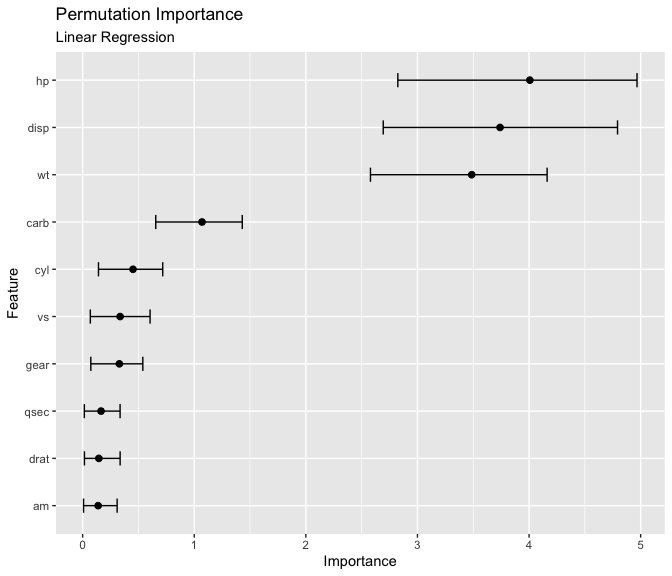 Permutation Importance
Linear Regression
hp
disp
wt
carb
cyl
vs
gear
qsec
drat
am
Feature
0 1 2 3 4 5
Importance